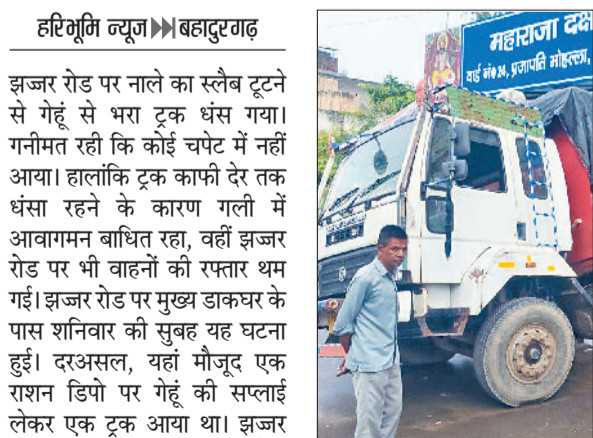 हरिभूमि न्यूज ▶▶ बहादुरगढ़
झज्जर रोड पर नाले का स्लैब टूटने
से गेहूं से भरा ट्रक धंस गया।
गनीमत रही कि कोई चपेट में नहीं
आया। हालांकि ट्रक काफी देर तक
धंसा रहने के कारण गली में
आवागमन बाधित रहा, वहीं झज्जर
रोड पर भी वाहनों की रफ्तार थम
गई। झज्जर रोड पर मुख्य डाकघर के
पास शनिवार की सुबह यह घटना
हुई। दरअसल, यहां मौजूद एक
राशन डिपो पर गेहूं की सप्लाई
लेकर एक ट्रक आया था। झज्जर
महाराजा दक्ष
वार्ड नं० 24, प्रजापति मोहल्ला,